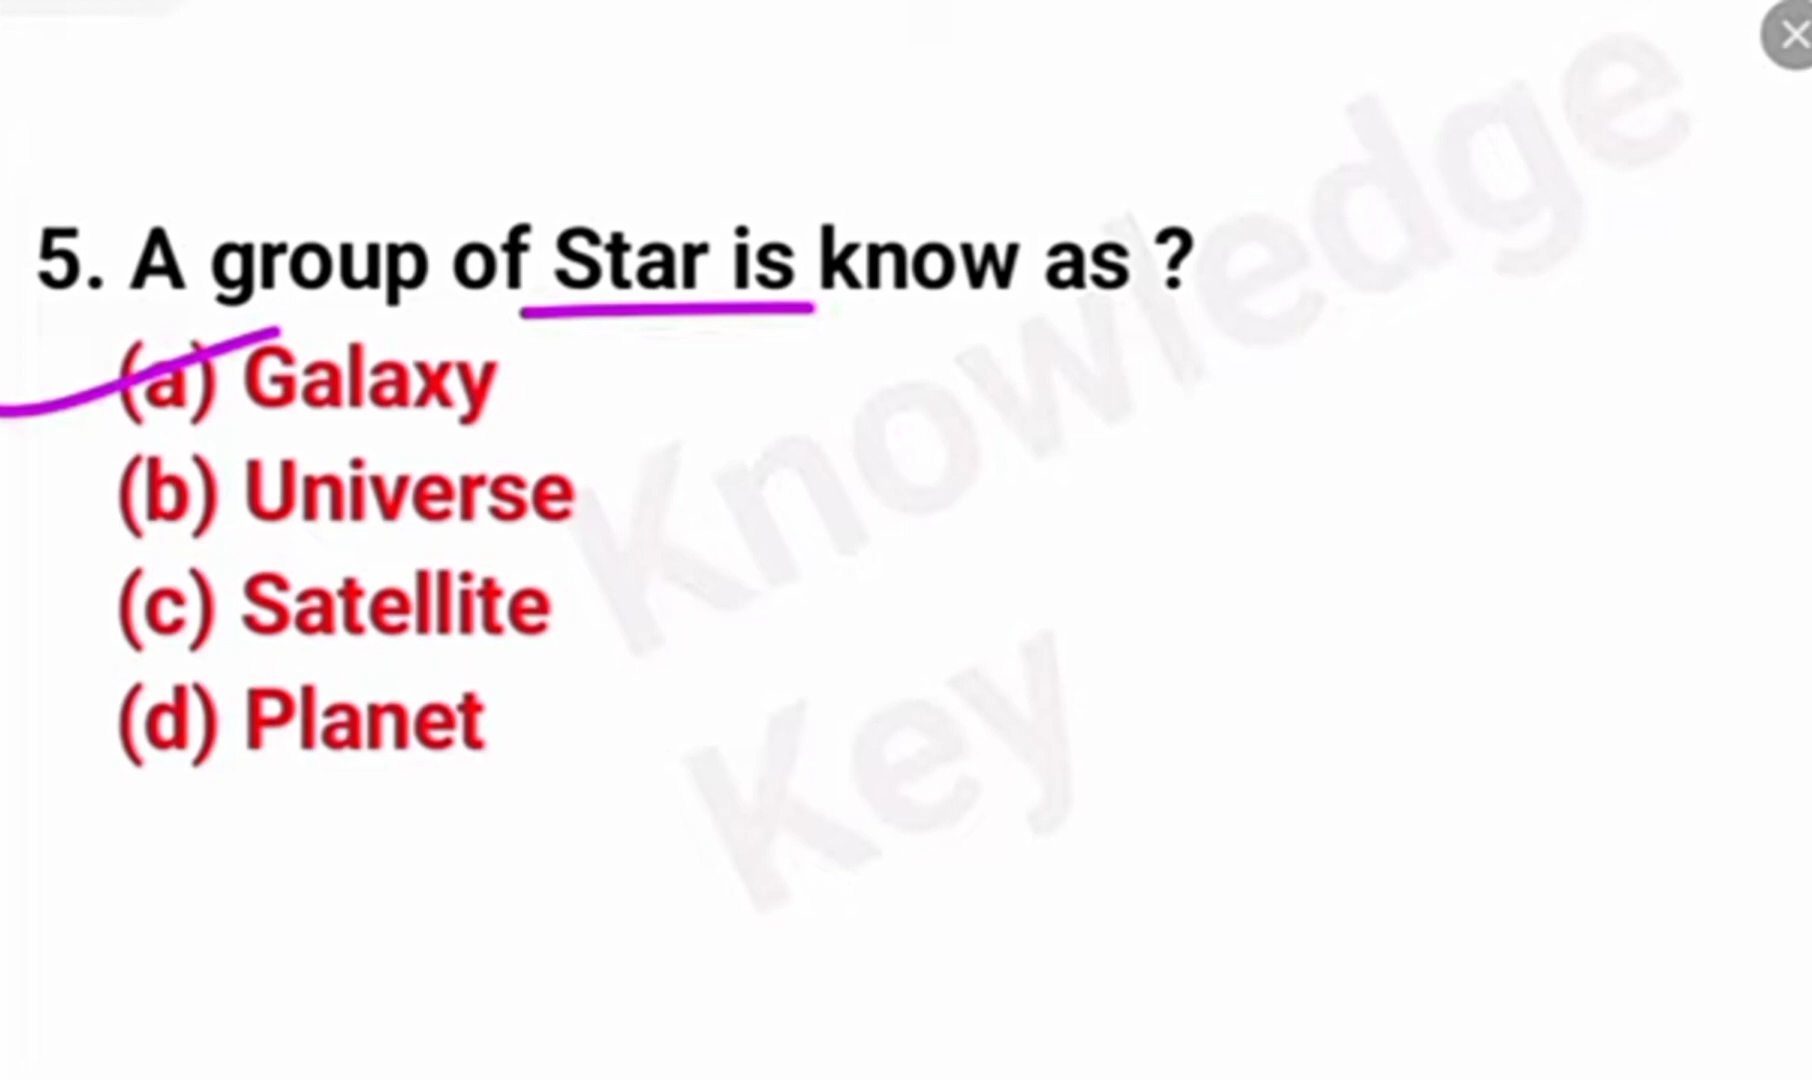 5. A group of Star is know as ?
(a) Galaxy
(b) Universe
(c) Satellite
(d) Planet
Knowledge
Key